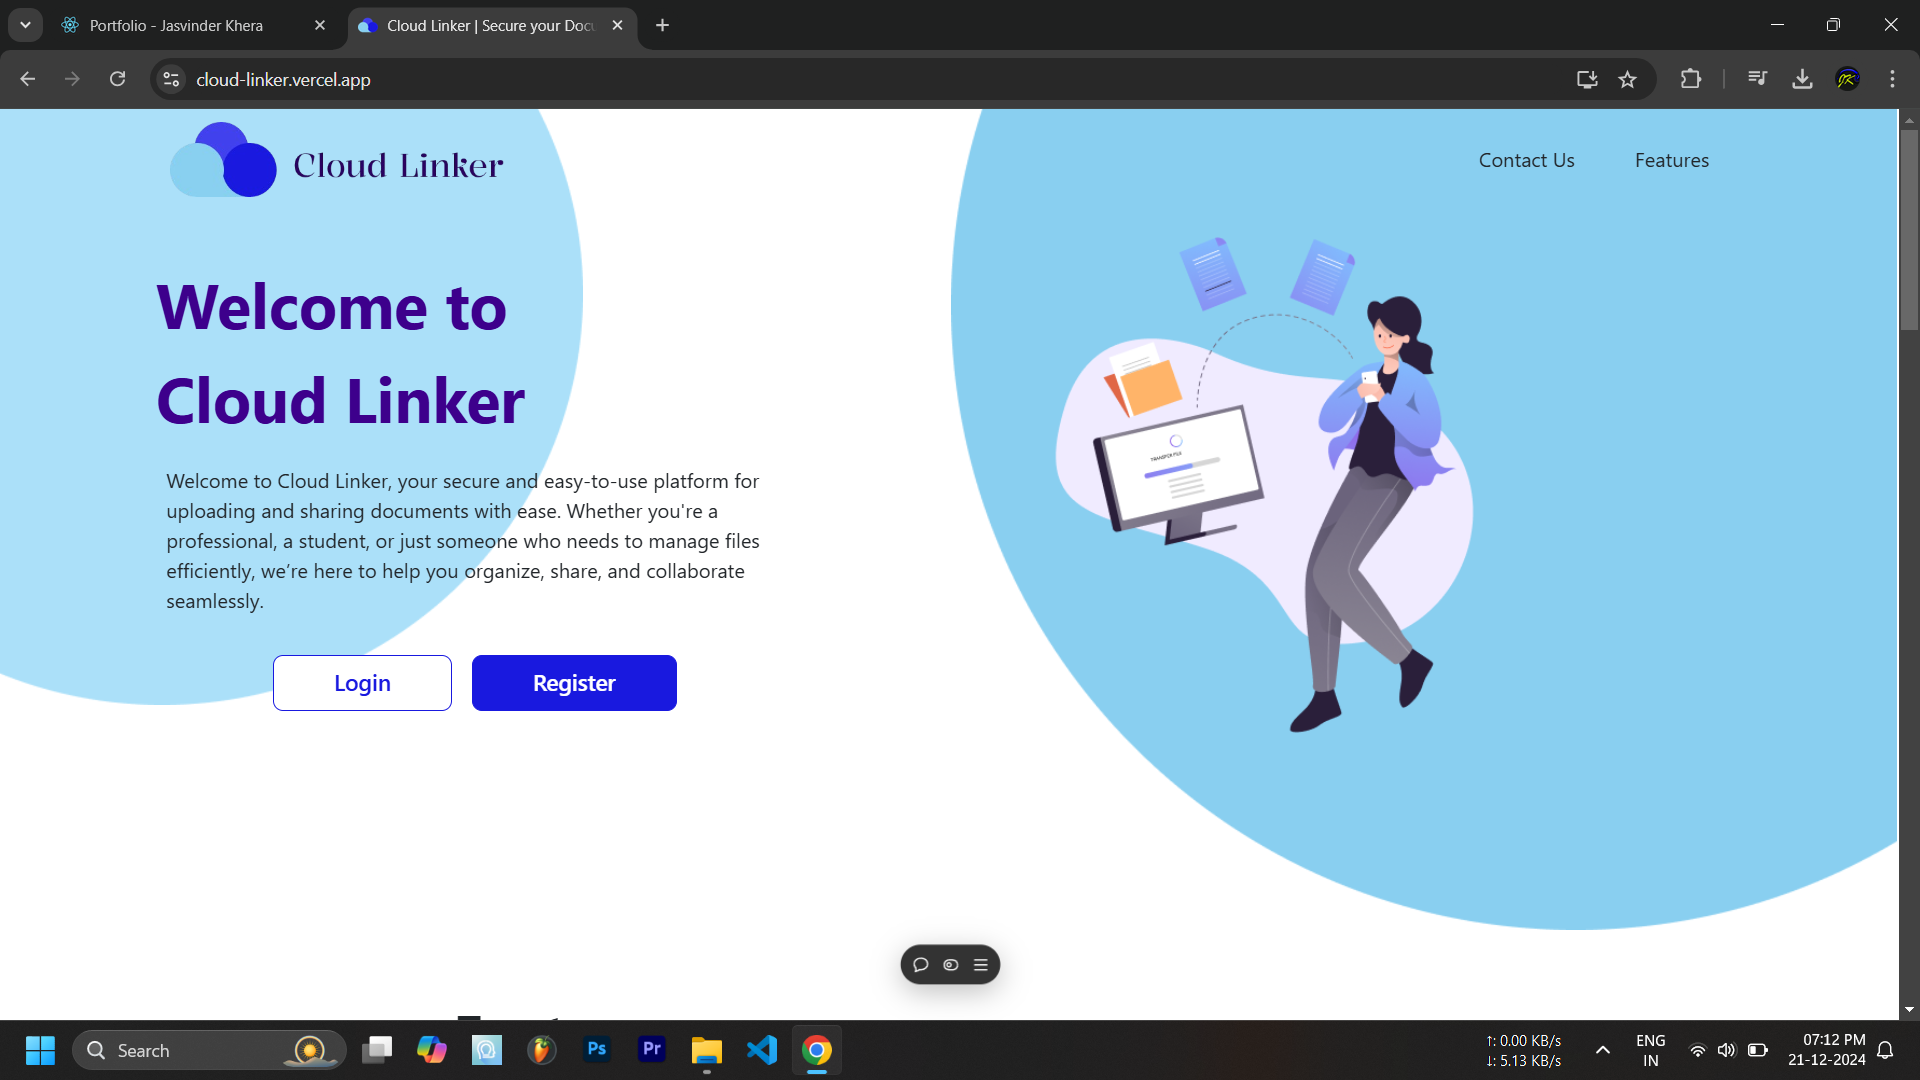 Portfolio - Jasvinder Khera
Cloud Linker | Secure your Doc
cloud-linker.vercel.app
Cloud Linker
Contact Us
Features
Welcome to
Cloud Linker
Welcome to Cloud Linker, your secure and easy-to-use platform for
uploading and sharing documents with ease. Whether you're a
professional, a student, or just someone who needs to manage files
efficiently, we’re here to help you organize, share, and collaborate
seamlessly.
Login
Register
TRANSFER FILE
Search
Ps
Pr
↑: 0.00 KB/s
↓: 5.13 KB/s
ENG
IN
07:12 PM
21-12-2024